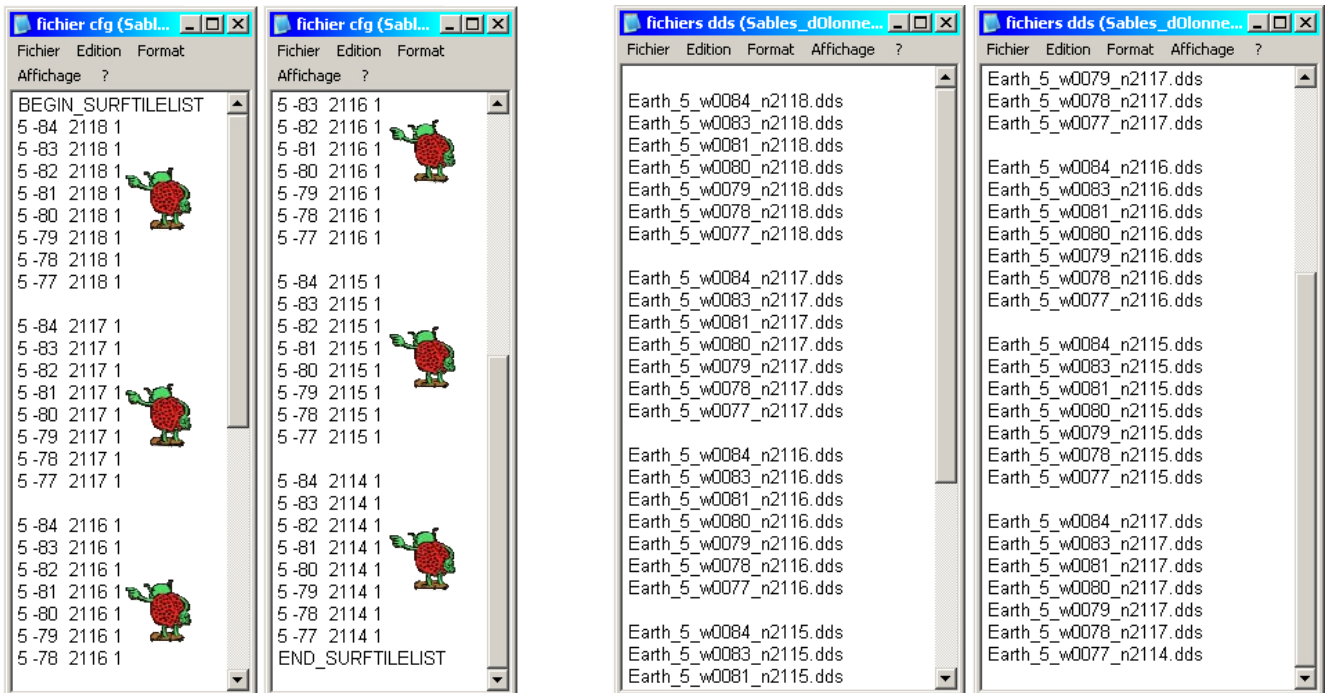 fichier cfg (Sabl...
Fichier Edition Format
Affichage ?
BEGIN_SURFTILELIST
5 -84 2118 1
5 -83 2118 1
5 -82 2118 1
5 -81 2118 1
5 -80 2118 1
5 -79 2118 1
5 -78 2118 1
5 -77 2118 1
5 -84 2117 1
5 -83 2117 1
5 -82 2117 1
5 -81 2117 1
5 -80 2117 1
5 -79 2117 1
5 -78 2117 1
5 -77 2117 1
5 -84 2116 1
5 -83 2116 1
5 -82 2116 1
5 -81 2116 1
5 -80 2116 1
5 -79 2116 1
5 -78 2116 1
fichier cfg (Sabl...
Fichier Edition Format
Affichage ?
5 -83 2116 1
5 -82 2116 1
5 -81 2116 1
5 -80 2116 1
5 -79 2116 1
5 -78 2116 1
5 -77 2116 1
5 -84 2115 1
5 -83 2115 1
5 -82 2115 1
5 -81 2115 1
5 -80 2115 1
5 -79 2115 1
5 -78 2115 1
5 -77 2115 1
5 -84 2114 1
5 -83 2114 1
5 -82 2114 1
5 -81 2114 1
5 -80 2114 1
5 -79 2114 1
5 -78 2114 1
5 -77 2114 1
END_SURFTILELIST
fichiers dds (Sables_dOlonne...
Fichier Edition Format Affichage ?
Earth_5_w0084_n2118.dds
Earth_5_w0083_n2118.dds
Earth_5_w0081_n2118.dds
Earth_5_w0080_n2118.dds
Earth_5_w0079_n2118.dds
Earth_5_w0078_n2118.dds
Earth_5_w0077_n2118.dds
Earth_5_w0084_n2117.dds
Earth_5_w0083_n2117.dds
Earth_5_w0081_n2117.dds
Earth_5_w0080_n2117.dds
Earth_5_w0079_n2117.dds
Earth_5_w0078_n2117.dds
Earth_5_w0077_n2117.dds
Earth_5_w0084_n2116.dds
Earth_5_w0083_n2116.dds
Earth_5_w0081_n2116.dds
Earth_5_w0080_n2116.dds
Earth_5_w0079_n2116.dds
Earth_5_w0078_n2116.dds
Earth_5_w0077_n2116.dds
Earth_5_w0084_n2115.dds
Earth_5_w0083_n2115.dds
Earth_5_w0081_n2115.dds
fichiers dds (Sables_dOlonne...
Fichier Edition Format Affichage ?
Earth_5_w0079_n2117.dds
Earth_5_w0078_n2117.dds
Earth_5_w0077_n2117.dds
Earth_5_w0084_n2116.dds
Earth_5_w0083_n2116.dds
Earth_5_w0081_n2116.dds
Earth_5_w0080_n2116.dds
Earth_5_w0079_n2116.dds
Earth_5_w0078_n2116.dds
Earth_5_w0077_n2116.dds
Earth_5_w0084_n2115.dds
Earth_5_w0083_n2115.dds
Earth_5_w0081_n2115.dds
Earth_5_w0080_n2115.dds
Earth_5_w0079_n2115.dds
Earth_5_w0078_n2115.dds
Earth_5_w0077_n2115.dds
Earth_5_w0084_n2117.dds
Earth_5_w0083_n2117.dds
Earth_5_w0081_n2117.dds
Earth_5_w0080_n2117.dds
Earth_5_w0079_n2117.dds
Earth_5_w0078_n2117.dds
Earth_5_w0077_n2114.dds